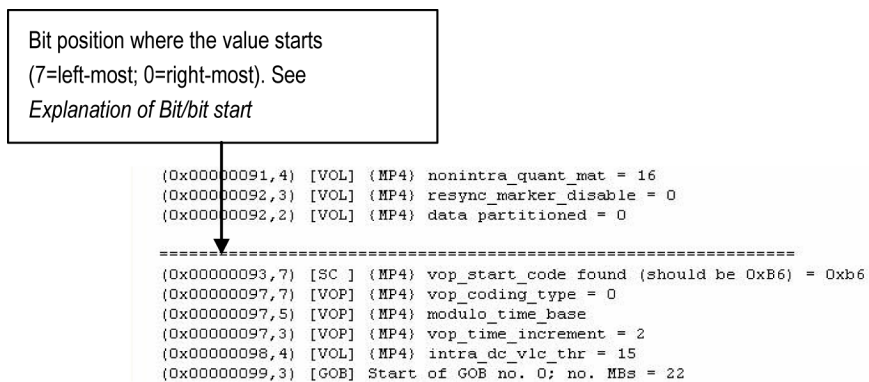 Bit position where the value starts
(7=left-most; 0=right-most). See
Explanation of Bit/bit start
(0x00000091,4) [VOL] (MP4) nonintra_quant_mat = 16
(0x00000092,3) [VOL] (MP4) resync_marker_disable = 0
(0x00000092,2) [VOL] (MP4) data partitioned = 0
==================================================================
(0x00000093,7) [SC ] (MP4) vop_start_code found (should be 0xB6) = 0xb6
(0x00000097,7) [VOP] (MP4) vop_coding_type = 0
(0x00000097,5) [VOP] (MP4) modulo_time_base
(0x00000097,3) [VOP] (MP4) vop_time_increment = 2
(0x00000098,4) [VOL] (MP4) intra_dc_vlc_thr = 15
(0x00000099,3) [GOB] Start of GOB no. 0; no. MBs = 22